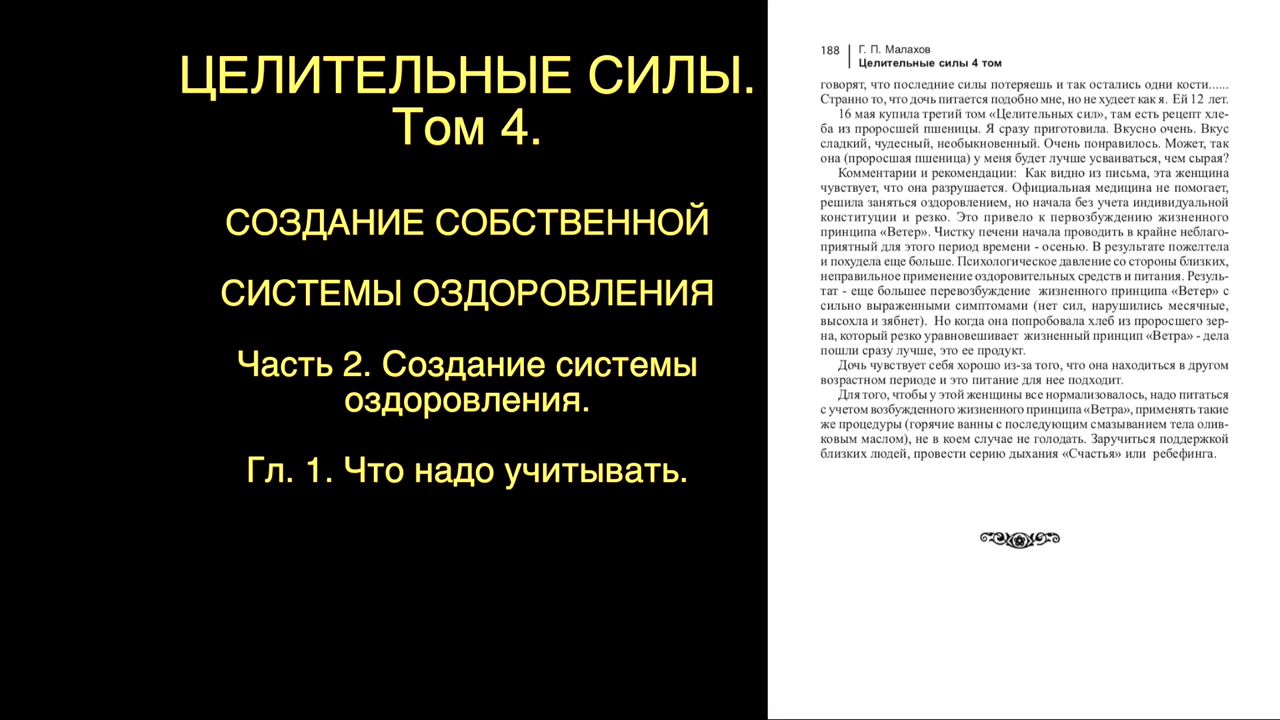 ЦЕЛИТЕЛЬНЫЕ СИЛЫ.
Том 4.
СОЗДАНИЕ СОБСТВЕННОЙ
СИСТЕМЫ ОЗДОРОВЛЕНИЯ
Часть 2. Создание системы
оздоровления.
Гл. 1. Что надо учитывать.
188 Г. П. Малахов
Целительные силы 4 том
говорят, что последние силы потеряешь и так остались одни кости......
Странно то, что дочь питается подобно мне, но не худеет как я. Ей 12 лет.
16 мая купила третий том «Целительных сил», там есть рецепт хле-
ба из проросшей пшеницы. Я сразу приготовила. Вкусно очень. Вкус
сладкий, чудесный, необыкновенный. Очень понравилось. Может, так
она (проросшая пшеница) у меня будет лучше усваиваться, чем сырая?
Комментарии и рекомендации: Как видно из письма, эта женщина
чувствует, что она разрушается. Официальная медицина не помогает,
решила заняться оздоровлением, но начала без учета индивидуальной
конституции и резко. Это привело к первозбуждению жизненного
принципа «Ветер». Чистку печени начала проводить в крайне неблаго-
приятный для этого период времени - осенью. В результате пожелтела
и похудела еще больше. Психологическое давление со стороны близких,
неправильное применение оздоровительных средств и питания. Резуль-
тат - еще большее перевозбуждение жизненного принципа «Ветер» с
сильно выраженными симптомами (нет сил, нарушились месячные,
высохла и зябнет). Но когда она попробовала хлеб из проросшего зер-
на, который резко уравновешивает жизненный принцип «Ветра» - дела
пошли сразу лучше, это ее продукт.
Дочь чувствует себя хорошо из-за того, что она находиться в другом
возрастном периоде и это питание для нее подходит.
Для того, чтобы у этой женщины все нормализовалось, надо питаться
с учетом возбужденного жизненного принципа «Ветра», применять такие
же процедуры (горячие ванны с последующим смазыванием тела олив-
ковым маслом), не в коем случае не голодать. Заручиться поддержкой
близких людей, провести серию дыхания «Счастья» или ребефинга.